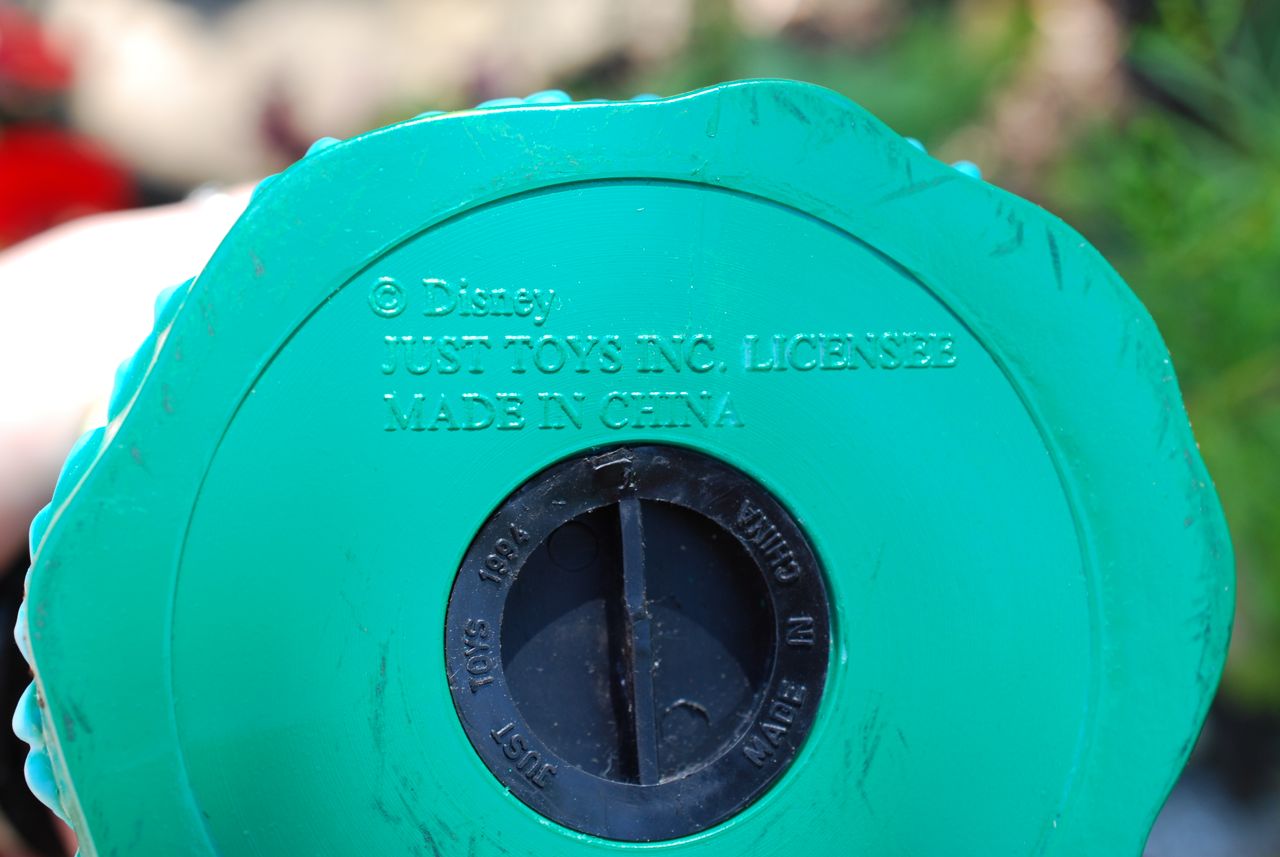 © Disney
JUST TOYS INC. LICENSEE
MADE IN CHINA
JUST TOYS 1994
MADE IN CHINA